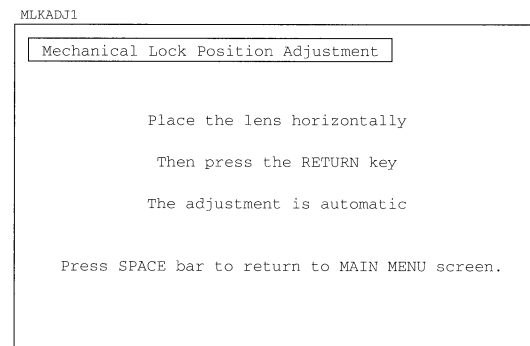 MLKADJ1
Mechanical Lock Position Adjustment
Place the lens horizontally
Then press the RETURN key
The adjustment is automatic
Press SPACE bar to return to MAIN MENU screen.